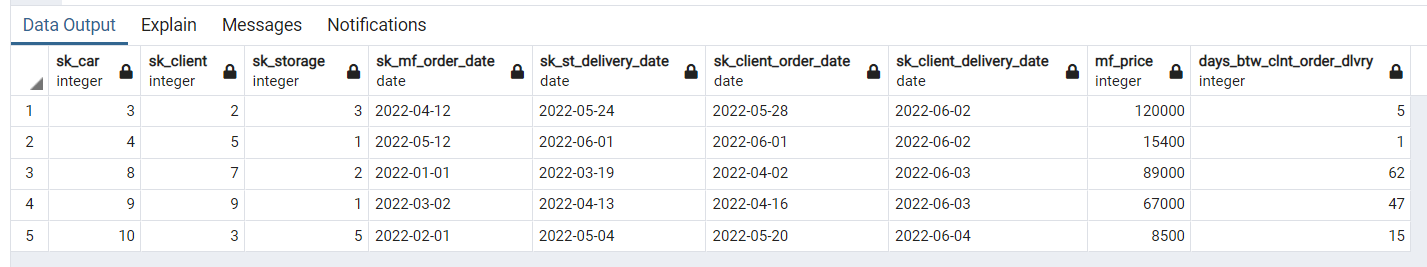 Data Output Explain Messages Notifications
sk_car sk_client sk_storage sk_mf_order_date sk_st_delivery_date sk_client_order_date sk_client_delivery_date mf_price days_btw_clnt_order_dlvry
integer integer integer date date date date integer integer
1 3 2 3 2022-04-12 2022-05-24 2022-05-28 2022-06-02 120000 5
2 4 5 1 2022-05-12 2022-06-01 2022-06-01 2022-06-02 15400 1
3 8 7 2 2022-01-01 2022-03-19 2022-04-02 2022-06-03 89000 62
4 9 9 1 2022-03-02 2022-04-13 2022-04-16 2022-06-03 67000 47
5 10 3 5 2022-02-01 2022-05-04 2022-05-20 2022-06-04 8500 15